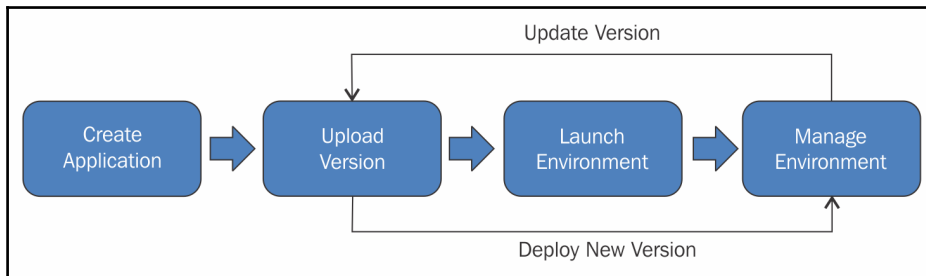 Update Version
Create
Application
Upload
Version
Launch
Environment
Manage
Environment
Deploy New Version